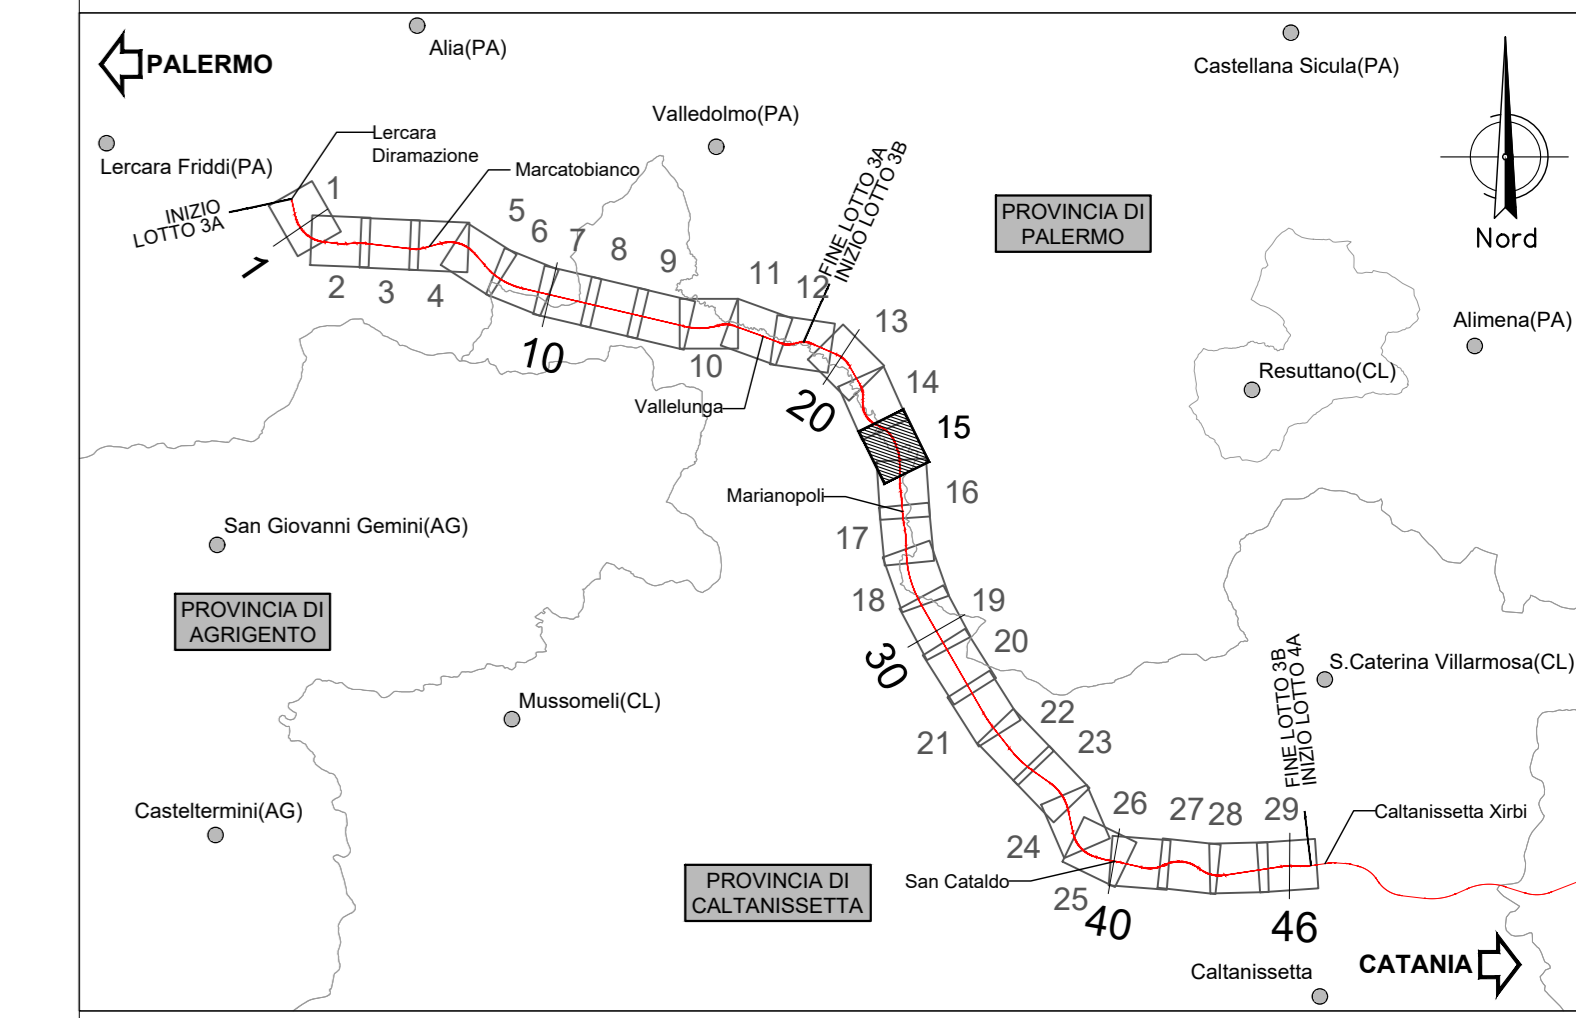 Alia(PA)
Castellana Sicula(PA)
PALERMO
Valledolmo(PA)
Lercara
Diramazione
Lercara Friddi(PA)
Marcatobianco
INIZIO
LOTTO 3A
FINE LOTTO 3A
INIZIO LOTTO 3B
PROVINCIA DI
PALERMO
Nord
1
1
2
3
4
5
6
7
8
9
10
10
11
12
13
14
15
16
17
18
19
20
20
21
22
23
24
25
26
27
28
29
30
40
46
Alimena(PA)
Resuttano(CL)
Vallelunga
Marianopoli
San Giovanni Gemini(AG)
PROVINCIA DI
AGRIGENTO
Mussomeli(CL)
S.Caterina Villarmosa(CL)
FINE LOTTO 3B
INIZIO LOTTO 4A
Casteltermini(AG)
Caltanissetta Xirbi
San Cataldo
PROVINCIA DI
CALTANISSETTA
Caltanissetta
CATANIA